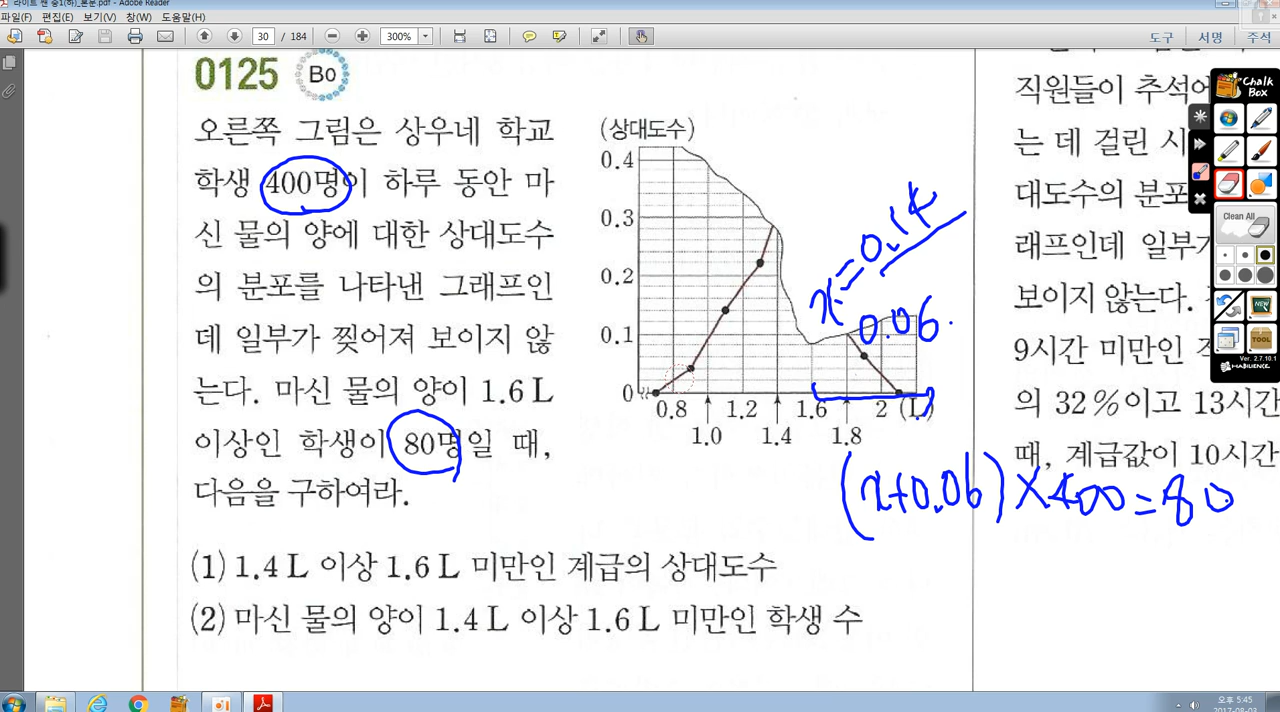 라이트 쎈 중1(하)_본문.pdf - Adobe Reader
파일(F) 편집(E) 보기(V) 창(W) 도움말(H)
30 / 184 300% 도구 서명 주석
0125 B0
오른쪽 그림은 상우네 학교
학생 400명이 하루 동안 마
신 물의 양에 대한 상대도수
의 분포를 나타낸 그래프인
데 일부가 찢어져 보이지 않
는다. 마신 물의 양이 1.6 L
이상인 학생이 80명일 때,
다음을 구하여라.
(상대도수)
0.4
0.3
0.2
0.1
0
0.8 1.2 1.6 2 (L)
1.0 1.4 1.8
x=0.14
0.06
(x+0.06)×400=80
(1) 1.4 L 이상 1.6 L 미만인 계급의 상대도수
(2) 마신 물의 양이 1.4 L 이상 1.6 L 미만인 학생 수
직원들이 추석에
는 데 걸린 시
대도수의 분포
래프인데 일부가
보이지 않는다.
9시간 미만인 직
의 32%이고 13시간
때, 계급값이 10시간
Chalk Box
Clean All
NEW
TOOL
Ver. 2.7.10.1
HABILIENCE
오후 5:45
2017-08-03